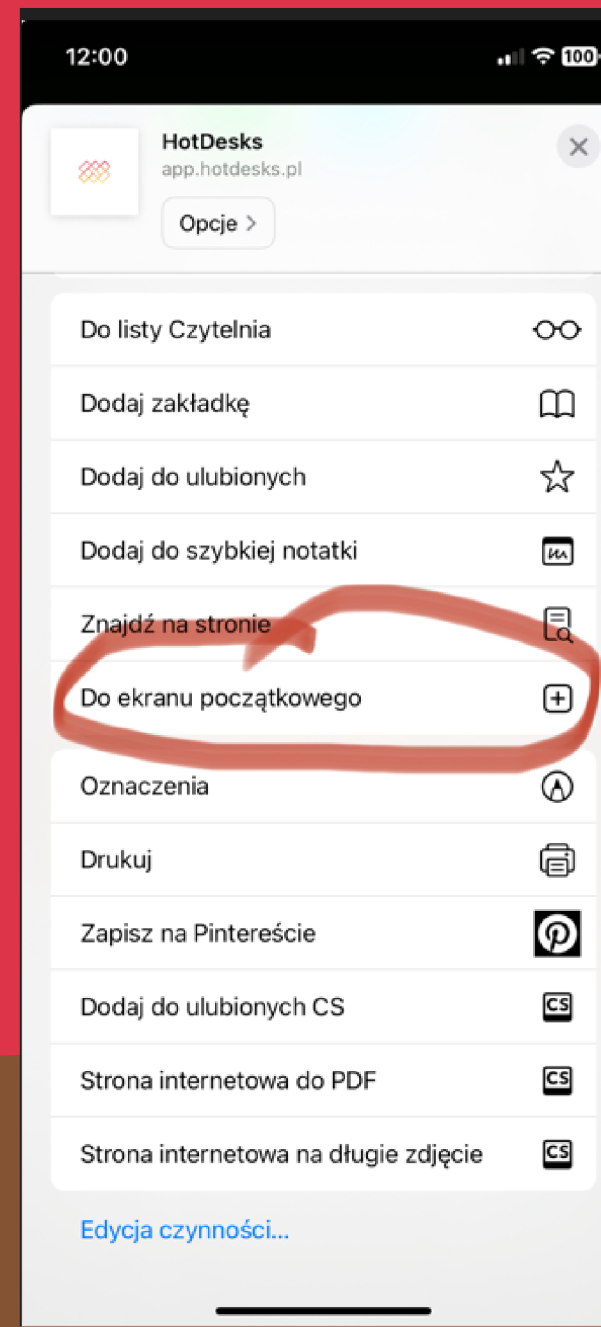 12:00
100
HotDesks
app.hotdesks.pl
Opcje >
Do listy Czytelnia
Dodaj zakładkę
Dodaj do ulubionych
Dodaj do szybkiej notatki
Znajdź na stronie
Do ekranu początkowego
Oznaczenia
Drukuj
Zapisz na Pintereście
Dodaj do ulubionych CS
CS
Strona internetowa do PDF
CS
Strona internetowa na długie zdjęcie
CS
Edycja czynności...